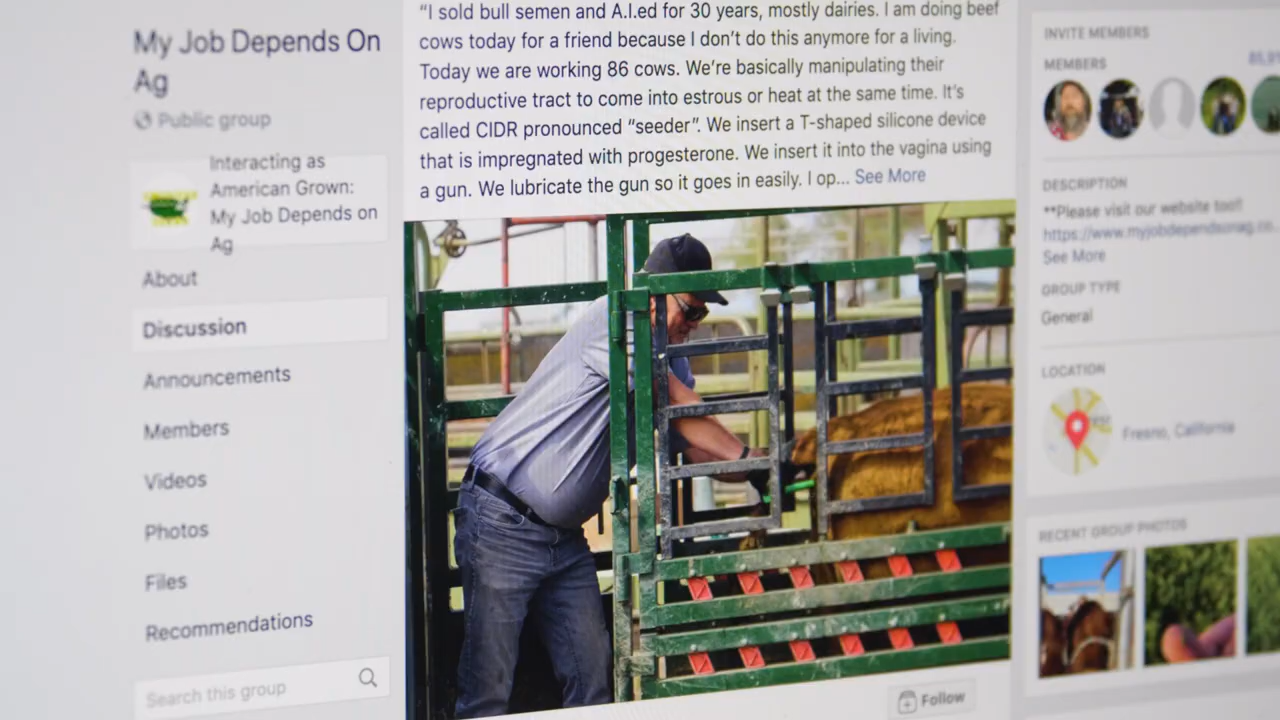 My Job Depends On
Ag
Public group
Interacting as
American Grown:
My Job Depends on
Ag
About
Discussion
Announcements
Members
Videos
Photos
Files
Recommendations
Search this group
“I sold bull semen and A.I.ed for 30 years, mostly dairies. I am doing beef
cows today for a friend because I don’t do this anymore for a living.
Today we are working 86 cows. We’re basically manipulating their
reproductive tract to come into estrous or heat at the same time. It’s
called CIDR pronounced “seeder”. We insert a T-shaped silicone device
that is impregnated with progesterone. We insert it into the vagina using
a gun. We lubricate the gun so it goes in easily. I op... See More
Follow
INVITE MEMBERS
MEMBERS
DESCRIPTION
**Please visit our website too!!
https://www.myjobdependsonag.co...
See More
GROUP TYPE
General
LOCATION
Fresno, California
RECENT GROUP PHOTOS